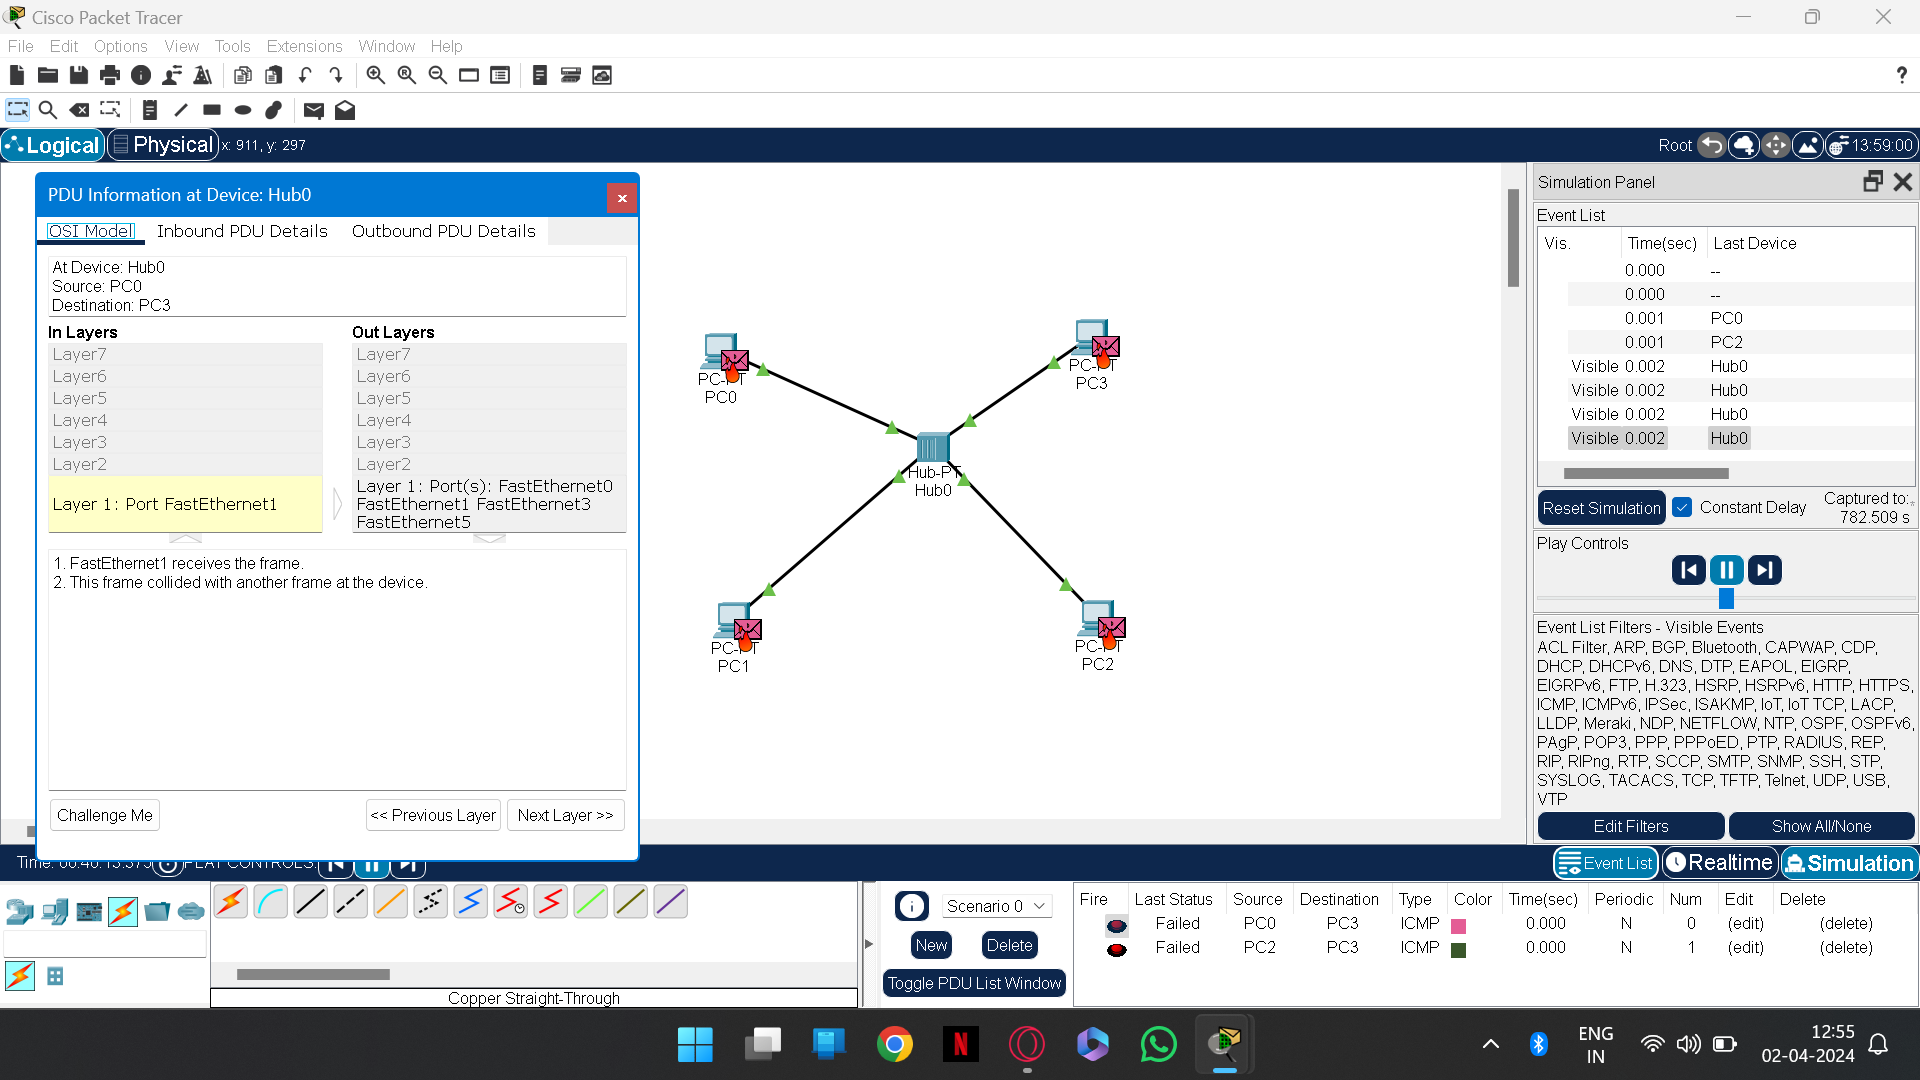 Cisco Packet Tracer
File Edit Options View Tools Extensions Window Help
?
Logical Physical x: 911, y: 297
Root 13:59:00
PDU Information at Device: Hub0
x
OSI Model Inbound PDU Details Outbound PDU Details
At Device: Hub0
Source: PC0
Destination: PC3
In Layers Out Layers
Layer7 Layer7
Layer6 Layer6
Layer5 Layer5
Layer4 Layer4
Layer3 Layer3
Layer2 Layer2
Layer 1: Port FastEthernet1
Layer 1: Port(s): FastEthernet0
FastEthernet1 FastEthernet3
FastEthernet5
1. FastEthernet1 receives the frame.
2. This frame collided with another frame at the device.
Challenge Me << Previous Layer Next Layer >>
PC-PT
PC0
PC-PT
PC3
Hub-PT
Hub0
PC-PT
PC1
PC-PT
PC2
Simulation Panel
Event List
Vis. Time(sec) Last Device
0.000 --
0.000 --
0.001 PC0
0.001 PC2
Visible 0.002 Hub0
Visible 0.002 Hub0
Visible 0.002 Hub0
Visible 0.002 Hub0
Reset Simulation Constant Delay
Captured to:
782.509 s
Play Controls
Event List Filters - Visible Events
ACL Filter, ARP, BGP, Bluetooth, CAPWAP, CDP,
DHCP, DHCPv6, DNS, DTP, EAPOL, EIGRP,
EIGRPv6, FTP, H.323, HSRP, HSRPv6, HTTP, HTTPS,
ICMP, ICMPv6, IPSec, ISAKMP, IoT, IoT TCP, LACP,
LLDP, Meraki, NDP, NETFLOW, NTP, OSPF, OSPFv6,
PAgP, POP3, PPP, PPPoED, PTP, RADIUS, REP,
RIP, RIPng, RTP, SCCP, SMTP, SNMP, SSH, STP,
SYSLOG, TACACS, TCP, TFTP, Telnet, UDP, USB,
VTP
Edit Filters Show All/None
Time: 06:46:13.375 PLAY CONTROLS:
Event List Realtime Simulation
Scenario 0
New Delete
Toggle PDU List Window
Copper Straight-Through
Fire Last Status Source Destination Type Color Time(sec) Periodic Num Edit Delete
Failed PC0 PC3 ICMP 0.000 N 0 (edit) (delete)
Failed PC2 PC3 ICMP 0.000 N 1 (edit) (delete)
N
ENG
IN
12:55
02-04-2024